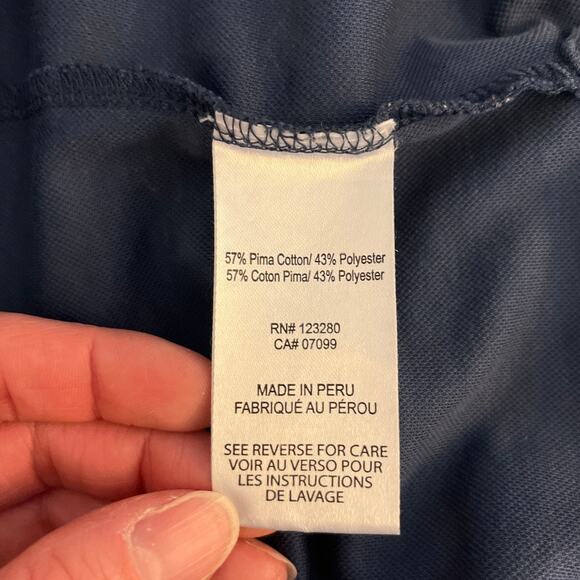 57% Pima Cotton/ 43% Polyester
57% Coton Pima/ 43% Polyester
RN# 123280
CA# 07099
MADE IN PERU
FABRIQUÉ AU PÉROU
SEE REVERSE FOR CARE
VOIR AU VERSO POUR
LES INSTRUCTIONS
DE LAVAGE